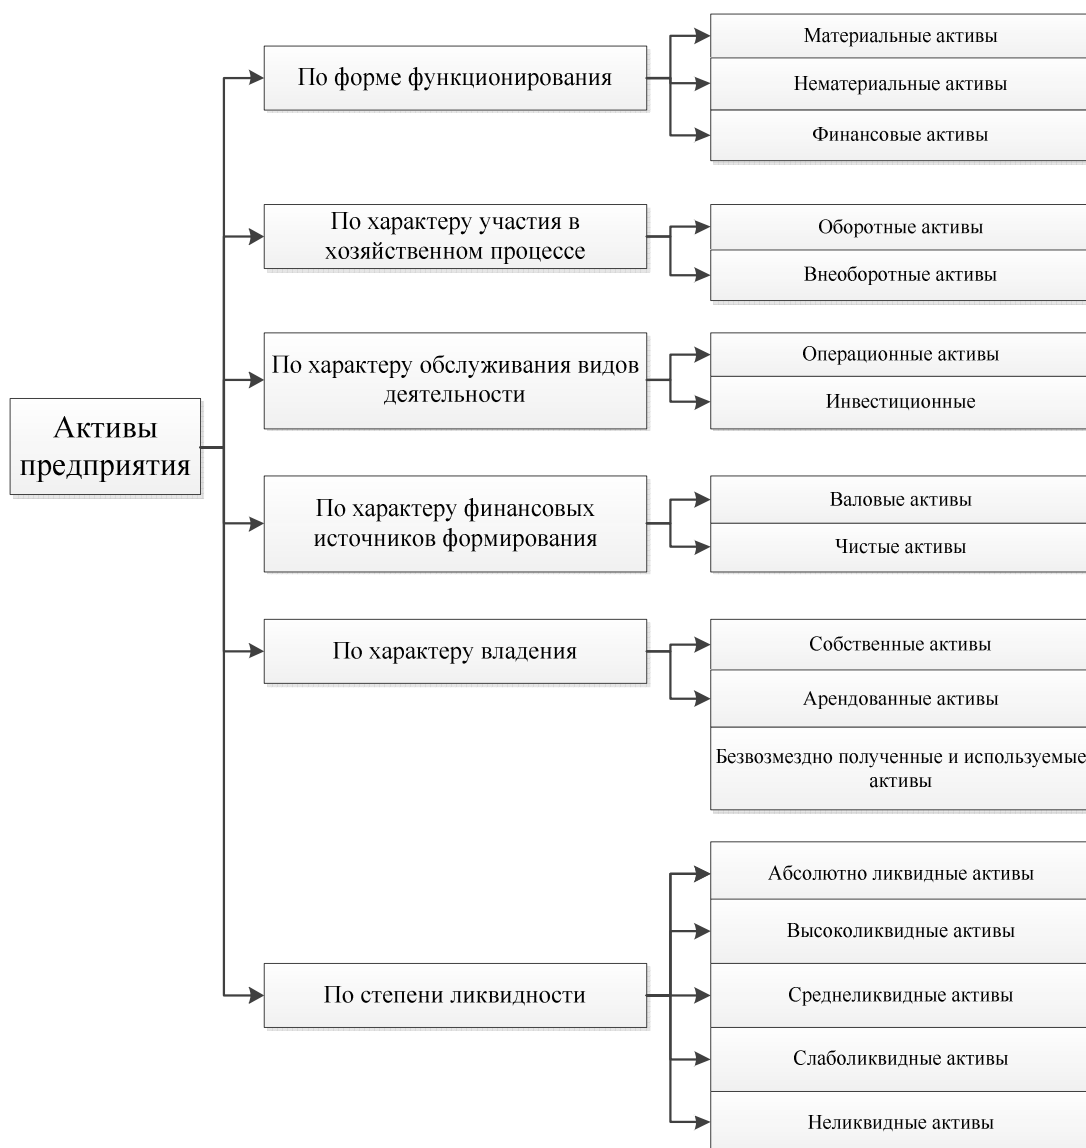 Активы
предприятия
По форме функционирования
Материальные активы
Нематериальные активы
Финансовые активы
По характеру участия в
хозяйственном процессе
Оборотные активы
Внеоборотные активы
По характеру обслуживания видов
деятельности
Операционные активы
Инвестиционные
По характеру финансовых
источников формирования
Валовые активы
Чистые активы
По характеру владения
Собственные активы
Арендованные активы
Безвозмездно полученные и используемые
активы
По степени ликвидности
Абсолютно ликвидные активы
Высоколиквидные активы
Среднеликвидные активы
Слаболиквидные активы
Неликвидные активы